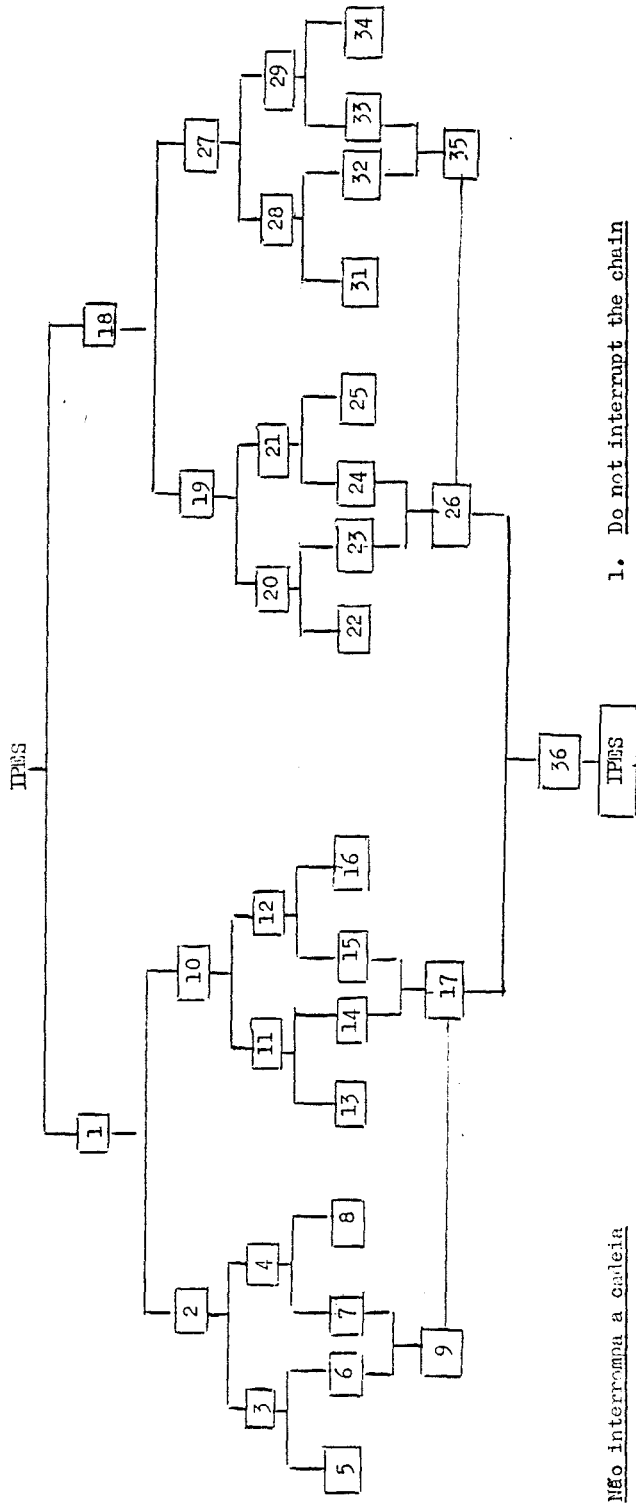 IPES
1 18
2 10 19 27
3 4 11 12 20 21 28 29
5 6 7 8 13 14 15 16 22 23 24 25 31 32 33 34
9 17 26 35
36
IPES
Não interrompa a cadeia 1. Do not interrupt the chain